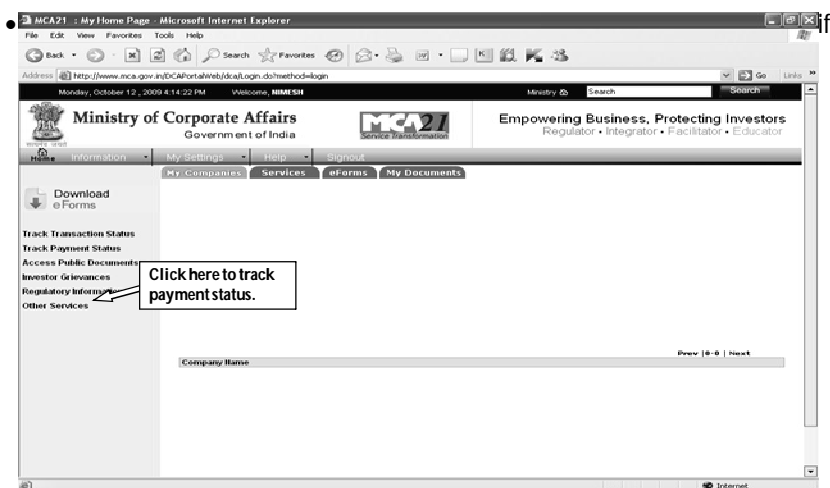 • MCA21 : My Home Page - Microsoft Internet Explorer if
File Edit View Favorites Tools Help
Back Search Favorites
Address http://www.mca.gov.in/DCAPortalWeb/dca/Login.do?method=login Go Links »
Monday, October 12, 2009 4:14:22 PM Welcome, NIMESH Ministry Search Search
Ministry of Corporate Affairs
Government of India
MCA21
Service Transformation
Empowering Business, Protecting Investors
Regulator • Integrator • Facilitator • Educator
Home Information My Settings Help Signout
My Companies Services eForms My Documents
Download
eForms
Track Transaction Status
Track Payment Status
Access Public Documents
Investor Grievances
Regulatory Information
Other Services
Click here to track
payment status.
Prev |0-0 | Next
Company Name
Internet